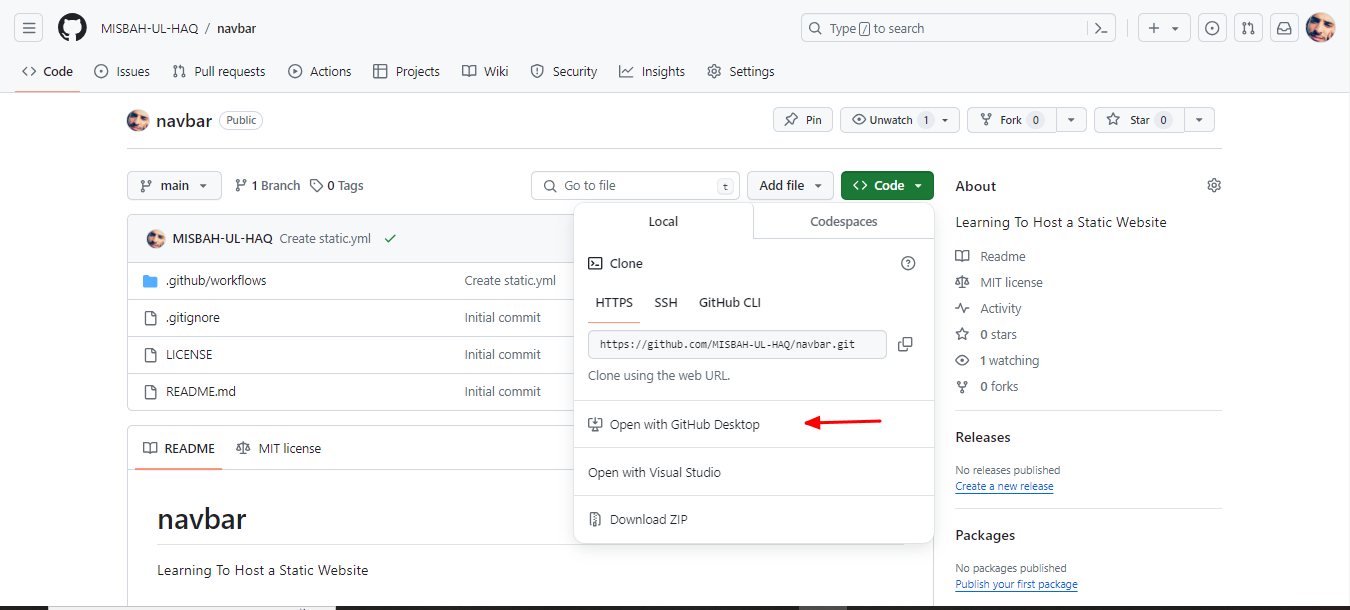 MISBAH-UL-HAQ / navbar
Type / to search
Code Issues Pull requests Actions Projects Wiki Security Insights Settings
navbar Public
Pin Unwatch 1 Fork 0 Star 0
main 1 Branch 0 Tags Go to file t Add file Code
MISBAH-UL-HAQ Create static.yml
.github/workflows Create static.yml
.gitignore Initial commit
LICENSE Initial commit
README.md Initial commit
README MIT license
navbar
Learning To Host a Static Website
Local Codespaces
Clone
HTTPS SSH GitHub CLI
https://github.com/MISBAH-UL-HAQ/navbar.git
Clone using the web URL.
Open with GitHub Desktop
Open with Visual Studio
Download ZIP
About
Learning To Host a Static Website
Readme
MIT license
Activity
0 stars
1 watching
0 forks
Releases
No releases published
Create a new release
Packages
No packages published
Publish your first package